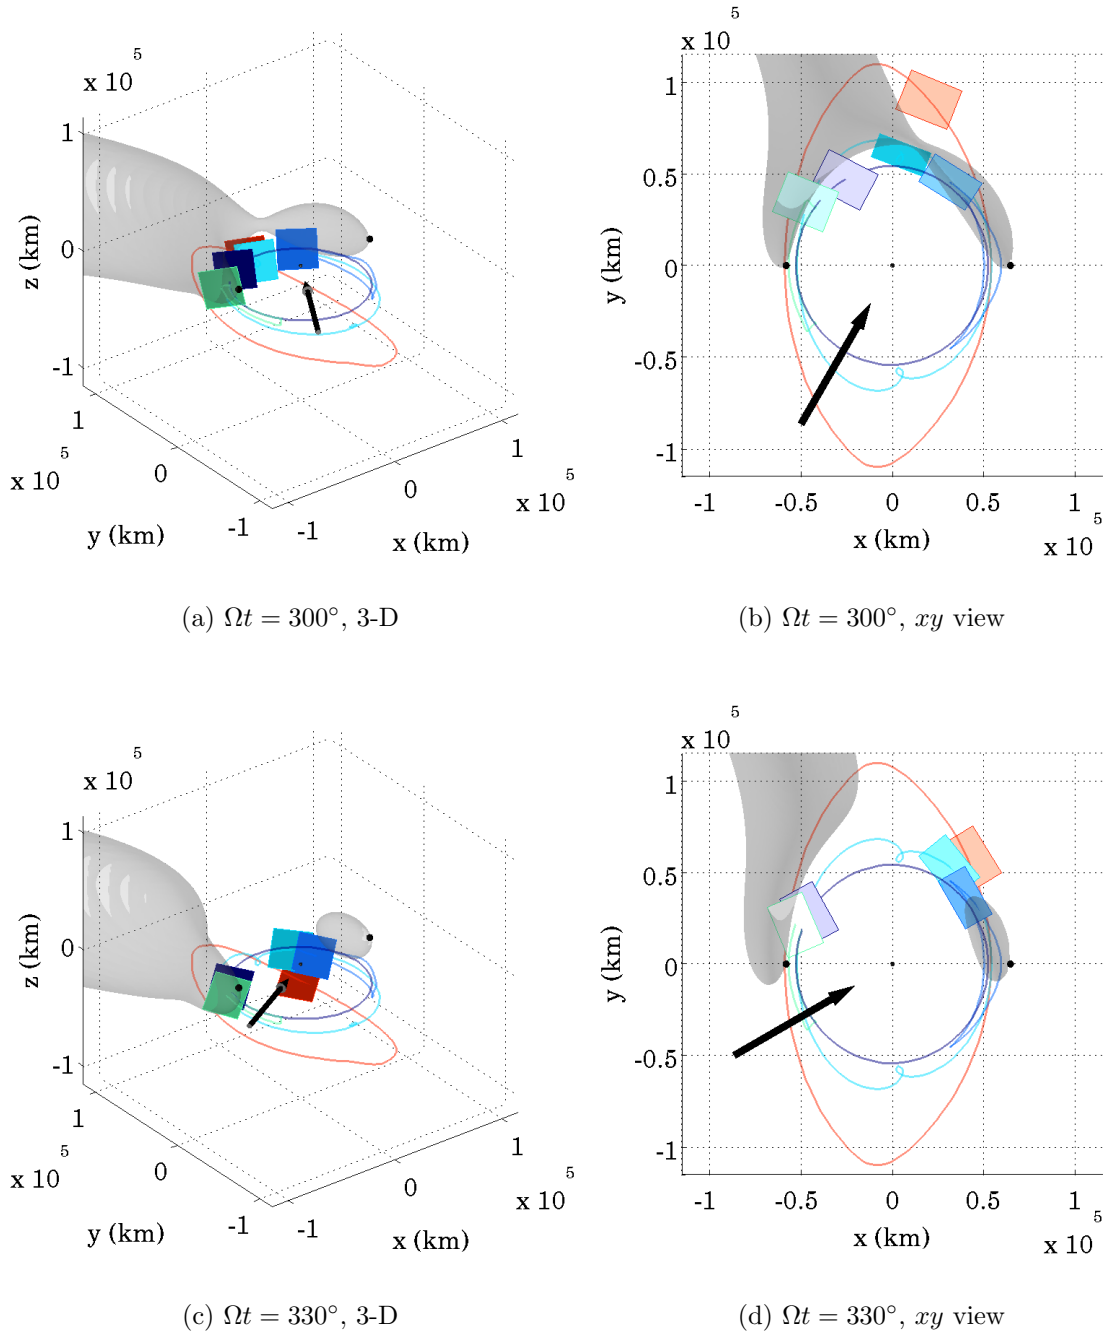 x 10 5
1
0
-1
z (km)
1
0
-1
x 10 5
y (km)
-1
0
1
x 10 5
x (km)
(a) Ωt = 300°, 3-D
x 10 5
1
0.5
0
-0.5
-1
y (km)
-1
-0.5
0
0.5
1
x (km)
x 10 5
(b) Ωt = 300°, xy view
x 10 5
1
0
-1
z (km)
1
0
-1
x 10 5
y (km)
-1
0
1
x 10 5
x (km)
(c) Ωt = 330°, 3-D
x 10 5
1
0.5
0
-0.5
-1
y (km)
-1
-0.5
0
0.5
1
x (km)
x 10 5
(d) Ωt = 330°, xy view